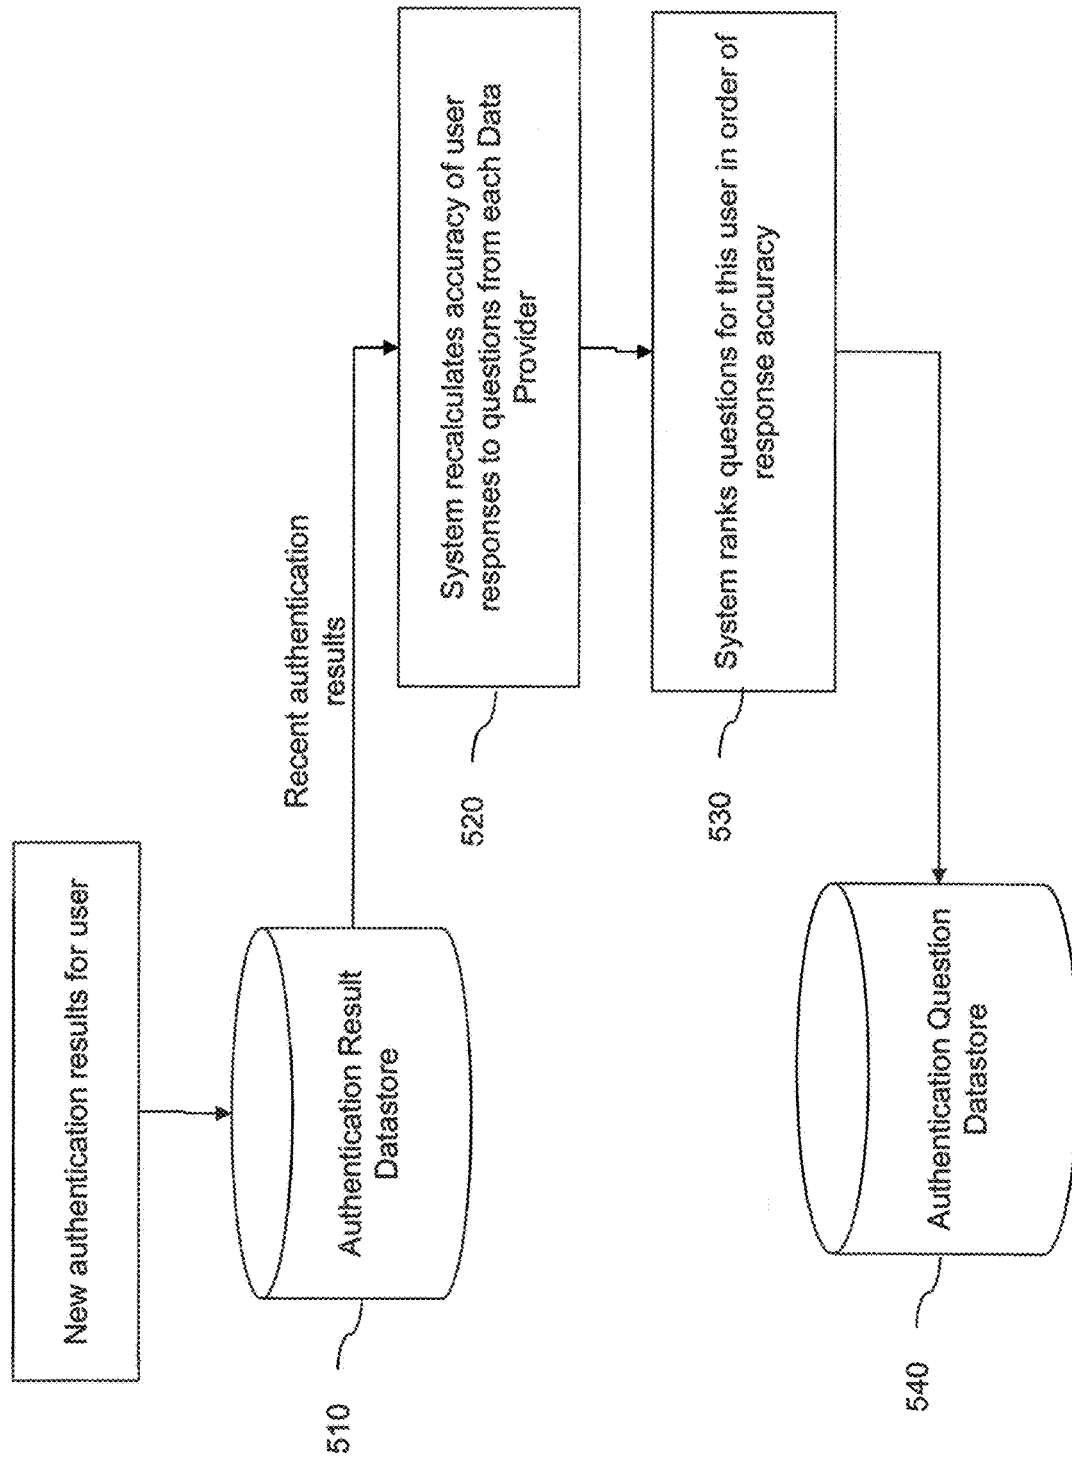 New authentication results for user
510
Authentication Result
Datastore
Recent authentication
results
520
System recalculates accuracy of user
responses to questions from each Data
Provider
530
System ranks questions for this user in order of
response accuracy
540
Authentication Question
Datastore